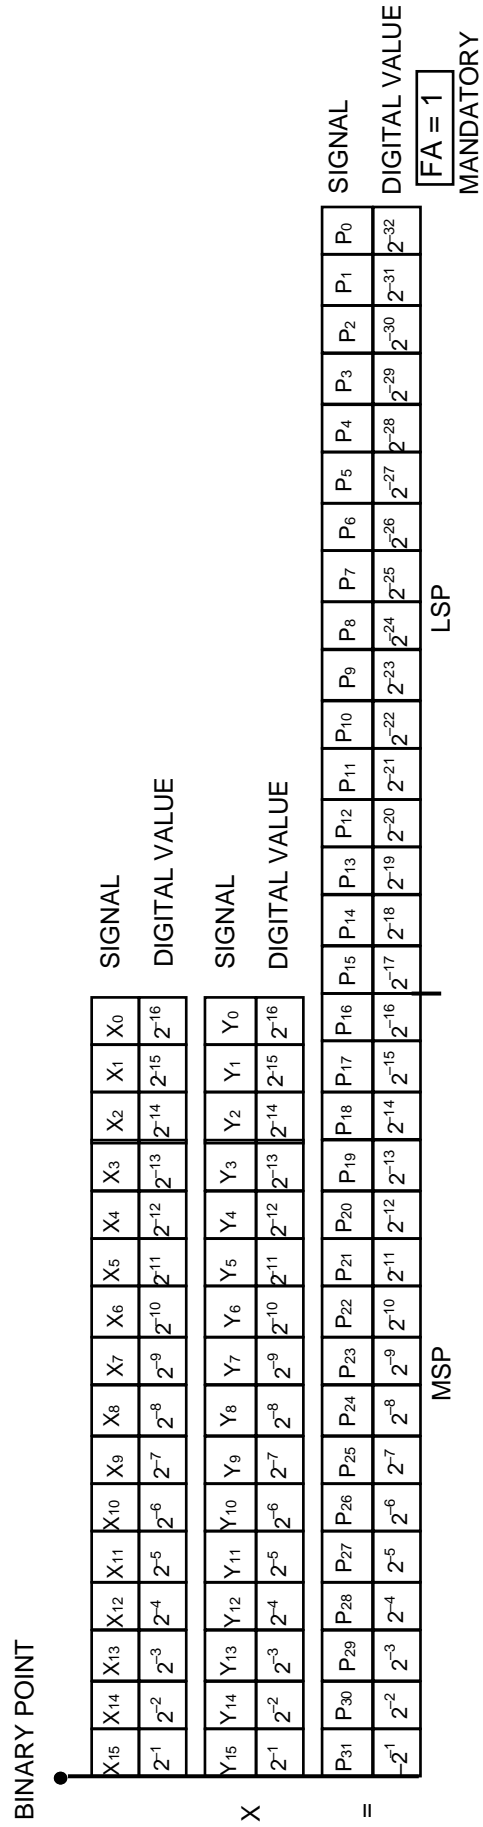 BINARY POINT
X15 X14 X13 X12 X11 X10 X9 X8 X7 X6 X5 X4 X3 X2 X1 X0 SIGNAL
2–1 2–2 2–3 2–4 2–5 2–6 2–7 2–8 2–9 2–10 2–11 2–12 2–13 2–14 2–15 2–16 DIGITAL VALUE
X
Y15 Y14 Y13 Y12 Y11 Y10 Y9 Y8 Y7 Y6 Y5 Y4 Y3 Y2 Y1 Y0 SIGNAL
2–1 2–2 2–3 2–4 2–5 2–6 2–7 2–8 2–9 2–10 2–11 2–12 2–13 2–14 2–15 2–16 DIGITAL VALUE
=
P31 P30 P29 P28 P27 P26 P25 P24 P23 P22 P21 P20 P19 P18 P17 P16 P15 P14 P13 P12 P11 P10 P9 P8 P7 P6 P5 P4 P3 P2 P1 P0 SIGNAL
–2–1 2–2 2–3 2–4 2–5 2–6 2–7 2–8 2–9 2–10 2–11 2–12 2–13 2–14 2–15 2–16 2–17 2–18 2–19 2–20 2–21 2–22 2–23 2–24 2–25 2–26 2–27 2–28 2–29 2–30 2–31 2–32 DIGITAL VALUE
MSP LSP FA = 1
MANDATORY